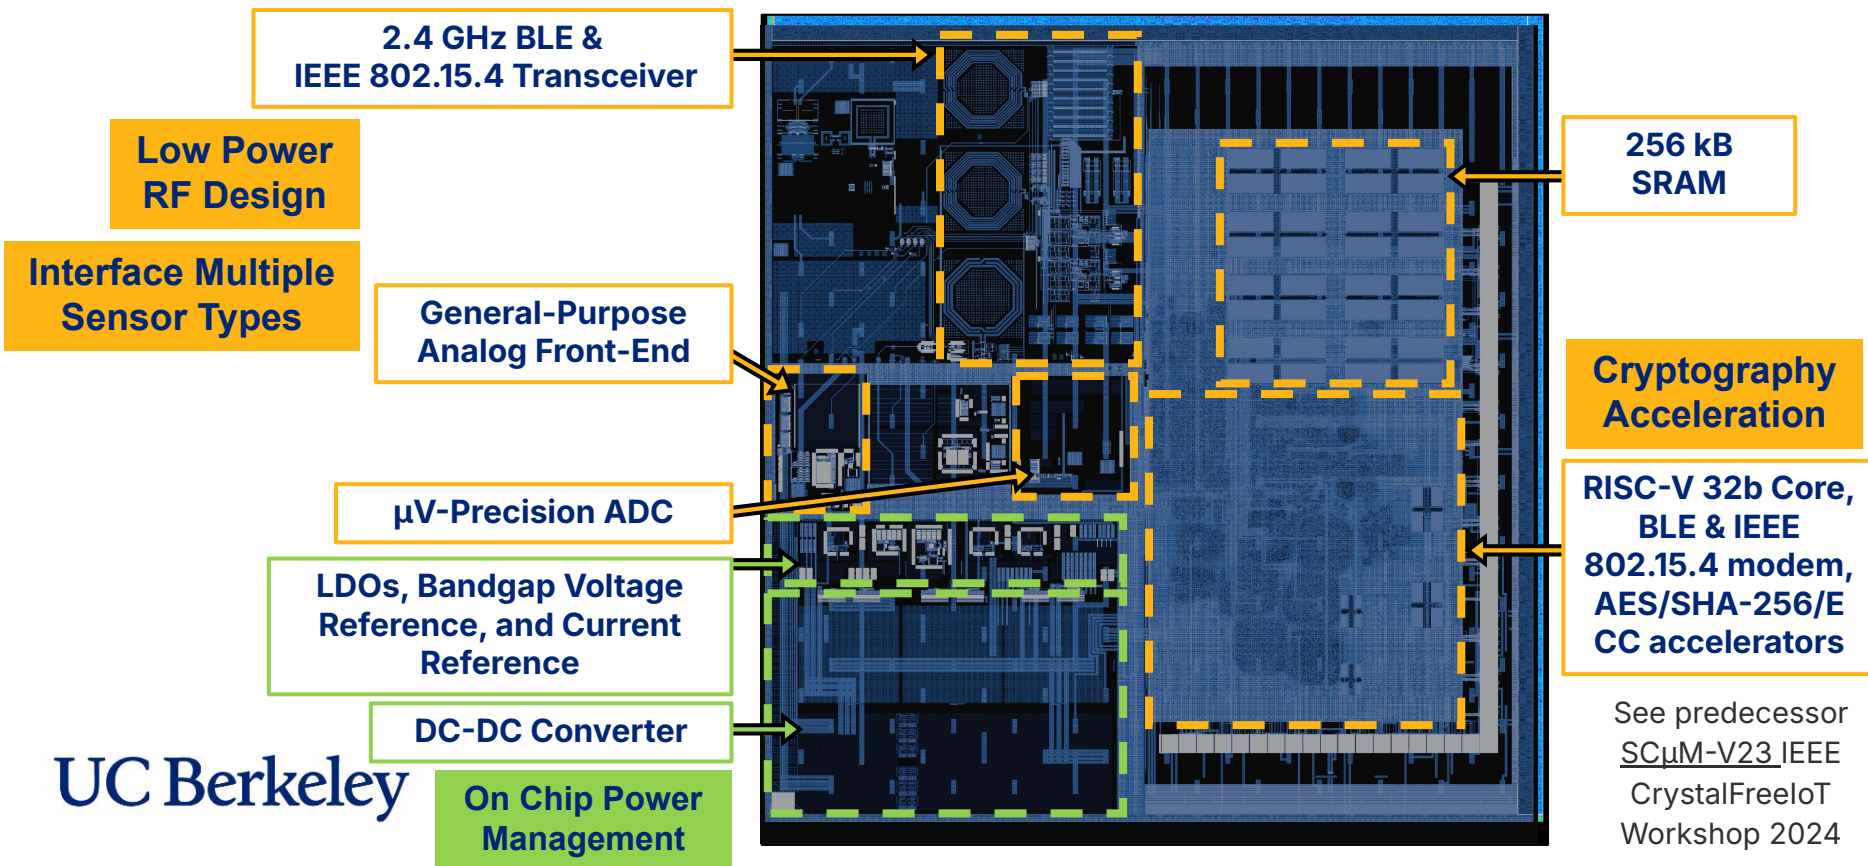 2.4 GHz BLE &
IEEE 802.15.4 Transceiver
Low Power
RF Design
Interface Multiple
Sensor Types
General-Purpose
Analog Front-End
µV-Precision ADC
LDOs, Bandgap Voltage
Reference, and Current
Reference
DC-DC Converter
On Chip Power
Management
UC Berkeley
256 kB
SRAM
Cryptography
Acceleration
RISC-V 32b Core,
BLE & IEEE
802.15.4 modem,
AES/SHA-256/E
CC accelerators
See predecessor
SCµM-V23 IEEE
CrystalFreeIoT
Workshop 2024